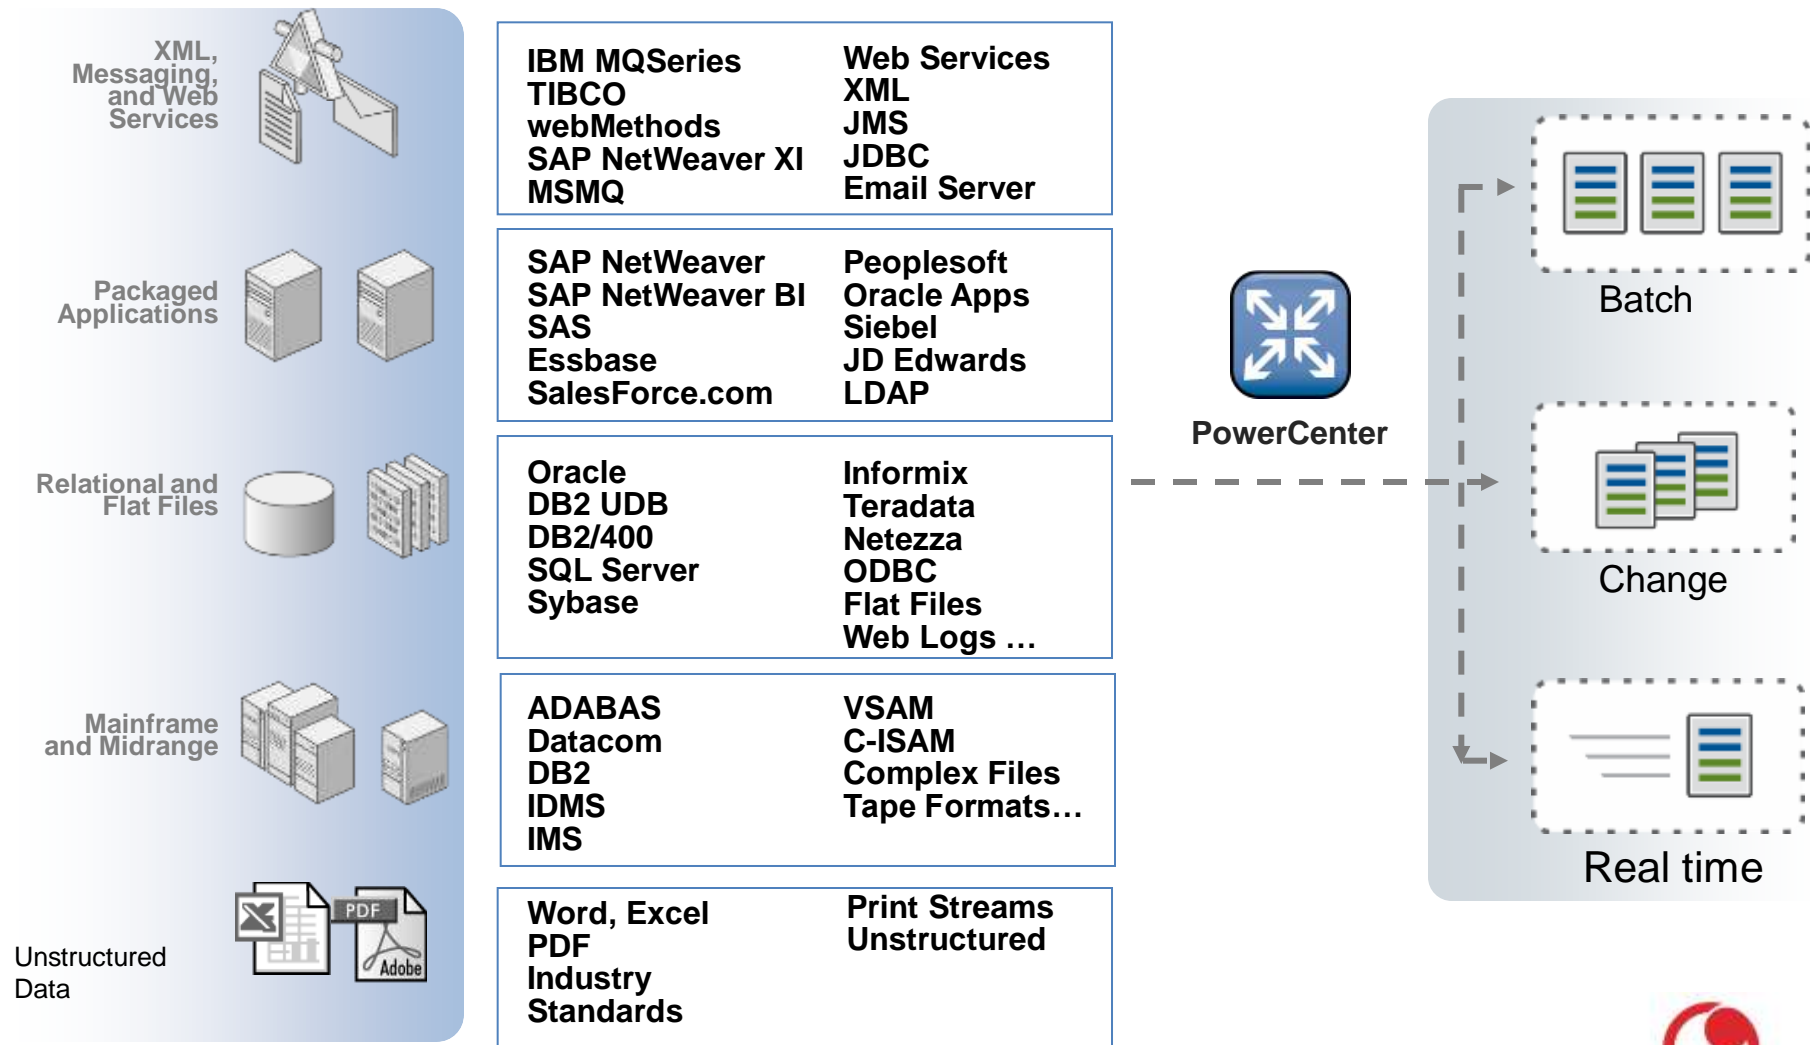 XML,
Messaging,
and Web
Services
IBM MQSeries
TIBCO
webMethods
SAP NetWeaver XI
MSMQ
Web Services
XML
JMS
JDBC
Email Server
Packaged
Applications
SAP NetWeaver
SAP NetWeaver BI
SAS
Essbase
SalesForce.com
Peoplesoft
Oracle Apps
Siebel
JD Edwards
LDAP
Relational and
Flat Files
Oracle
DB2 UDB
DB2/400
SQL Server
Sybase
Informix
Teradata
Netezza
ODBC
Flat Files
Web Logs …
Mainframe
and Midrange
ADABAS
Datacom
DB2
IDMS
IMS
VSAM
C-ISAM
Complex Files
Tape Formats…
Unstructured
Data
PDF
Adobe
Word, Excel
PDF
Industry
Standards
Print Streams
Unstructured
PowerCenter
Batch
Change
Real time